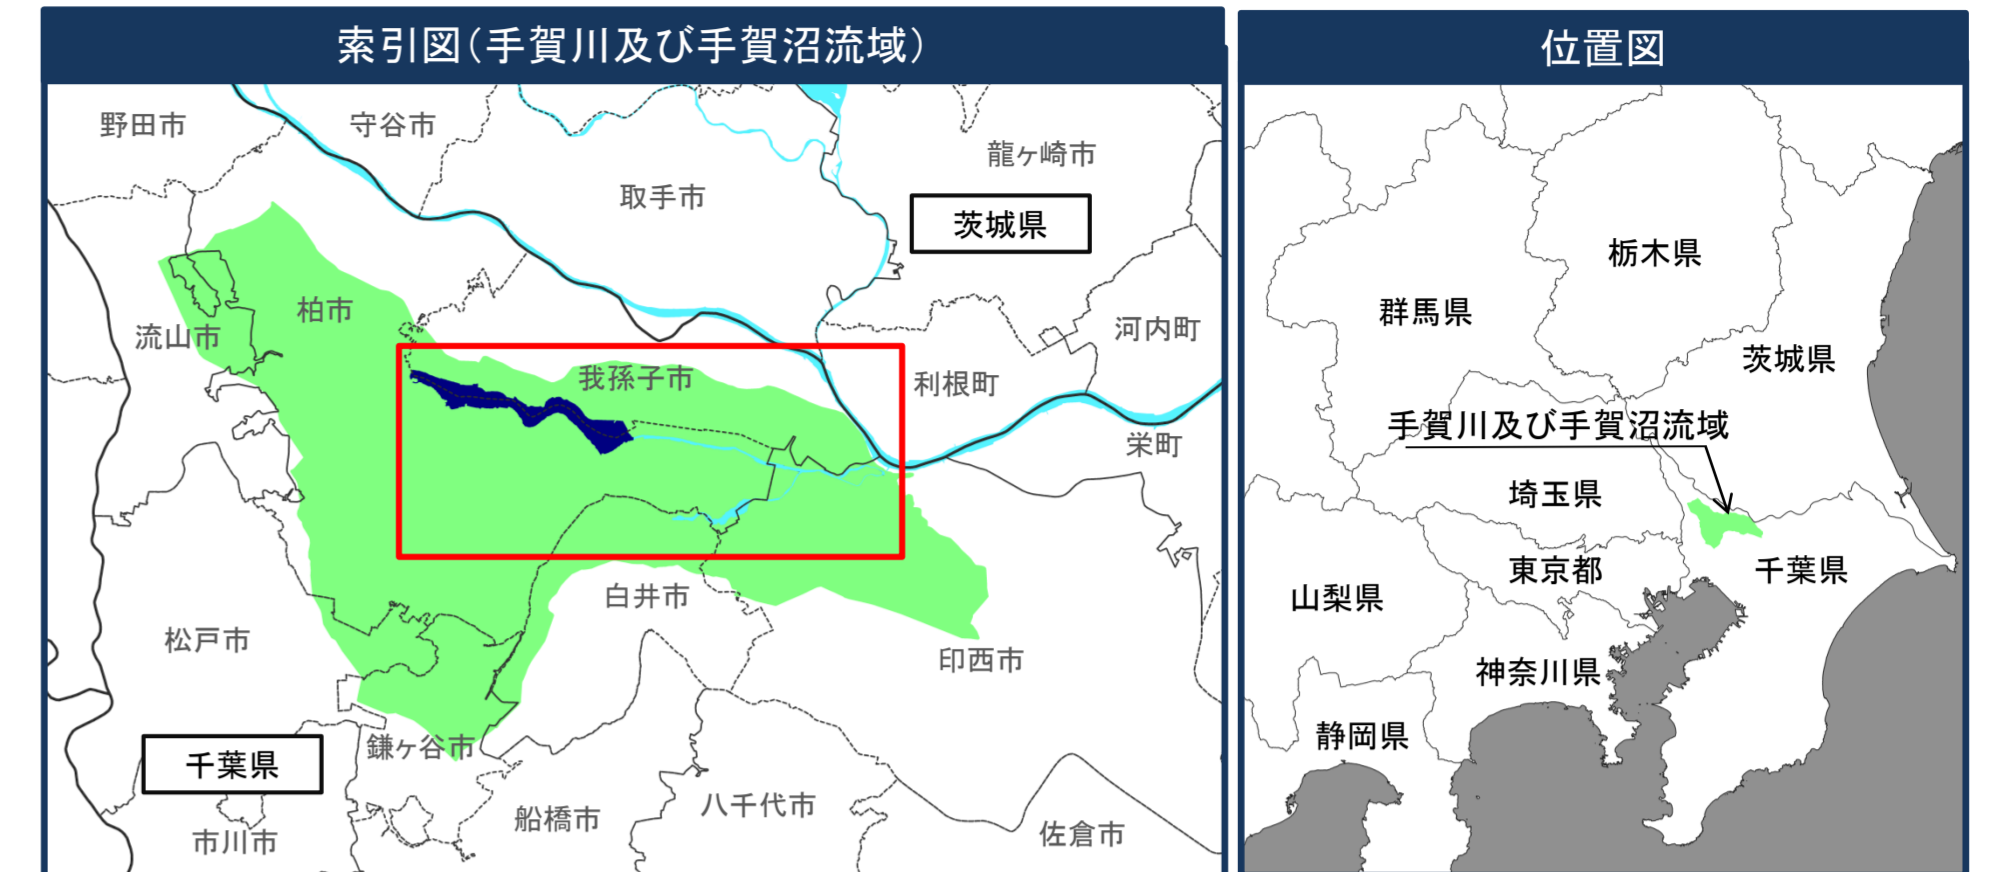 索引図(手賀川及び手賀沼流域)
野田市
守谷市
龍ヶ崎市
取手市
茨城県
柏市
流山市
河内町
我孫子市
利根町
栄町
白井市
松戸市
印西市
鎌ヶ谷市
千葉県
八千代市
船橋市
佐倉市
市川市
位置図
栃木県
群馬県
茨城県
手賀川及び手賀沼流域
埼玉県
東京都
千葉県
山梨県
神奈川県
静岡県